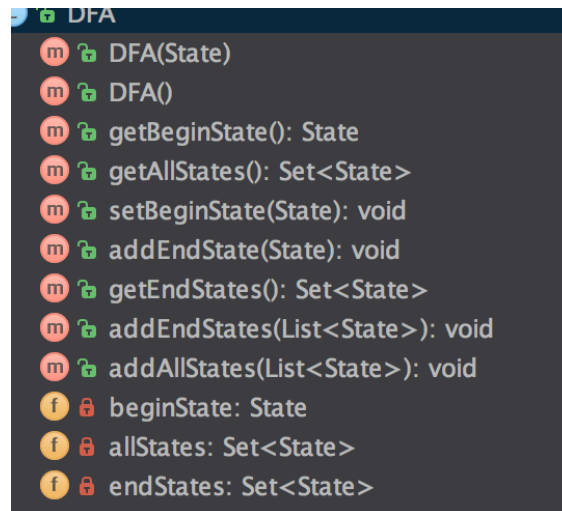 DFA
m DFA(State)
m DFA()
m getBeginState(): State
m getAllStates(): Set<State>
m setBeginState(State): void
m addEndState(State): void
m getEndStates(): Set<State>
m addEndStates(List<State>): void
m addAllStates(List<State>): void
f beginState: State
f allStates: Set<State>
f endStates: Set<State>